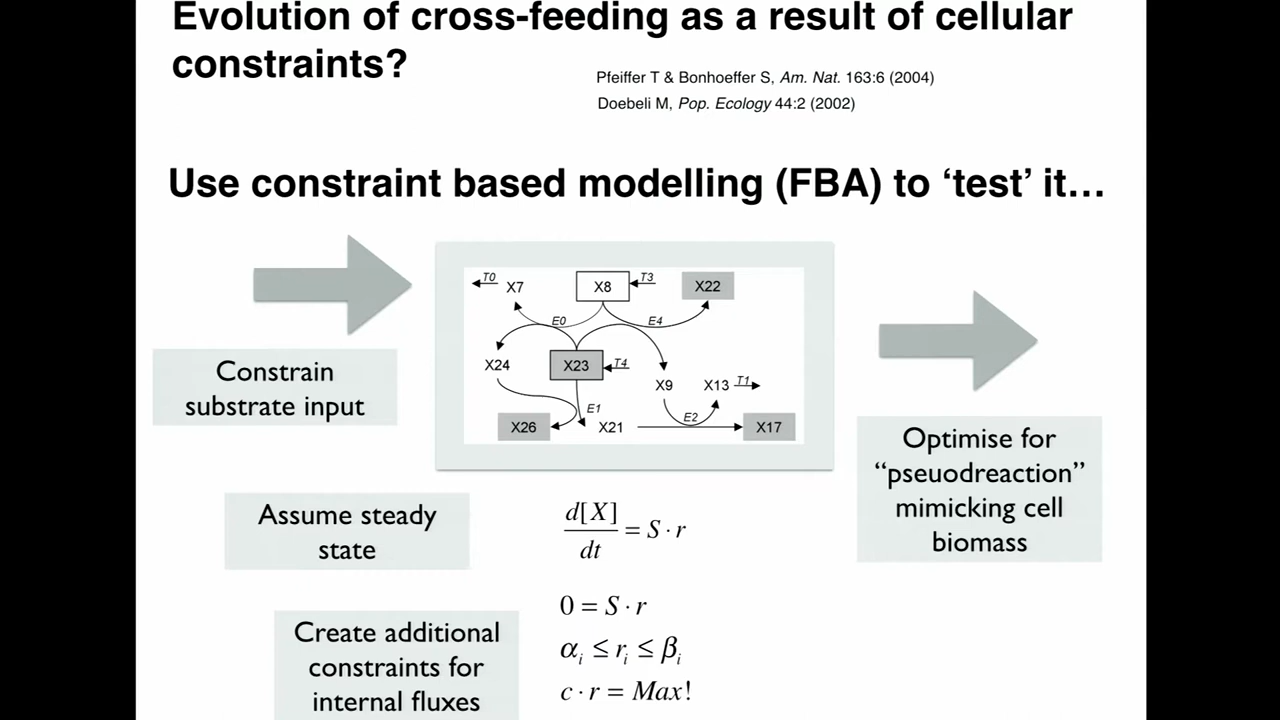 Evolution of cross-feeding as a result of cellular
constraints?
Pfeiffer T & Bonhoeffer S, Am. Nat. 163:6 (2004)
Doebeli M, Pop. Ecology 44:2 (2002)
Use constraint based modelling (FBA) to ‘test’ it…
Constrain
substrate input
T0
X7
X8
T3
X22
E0
E4
X24
X23
T4
X9
X13
T1
E1
X26
X21
E2
X17
Optimise for
“pseuodreaction”
mimicking cell
biomass
Assume steady
state
d[X]
dt
= S · r
Create additional
constraints for
internal fluxes
0 = S · r
αᵢ ≤ rᵢ ≤ βᵢ
c · r = Max!